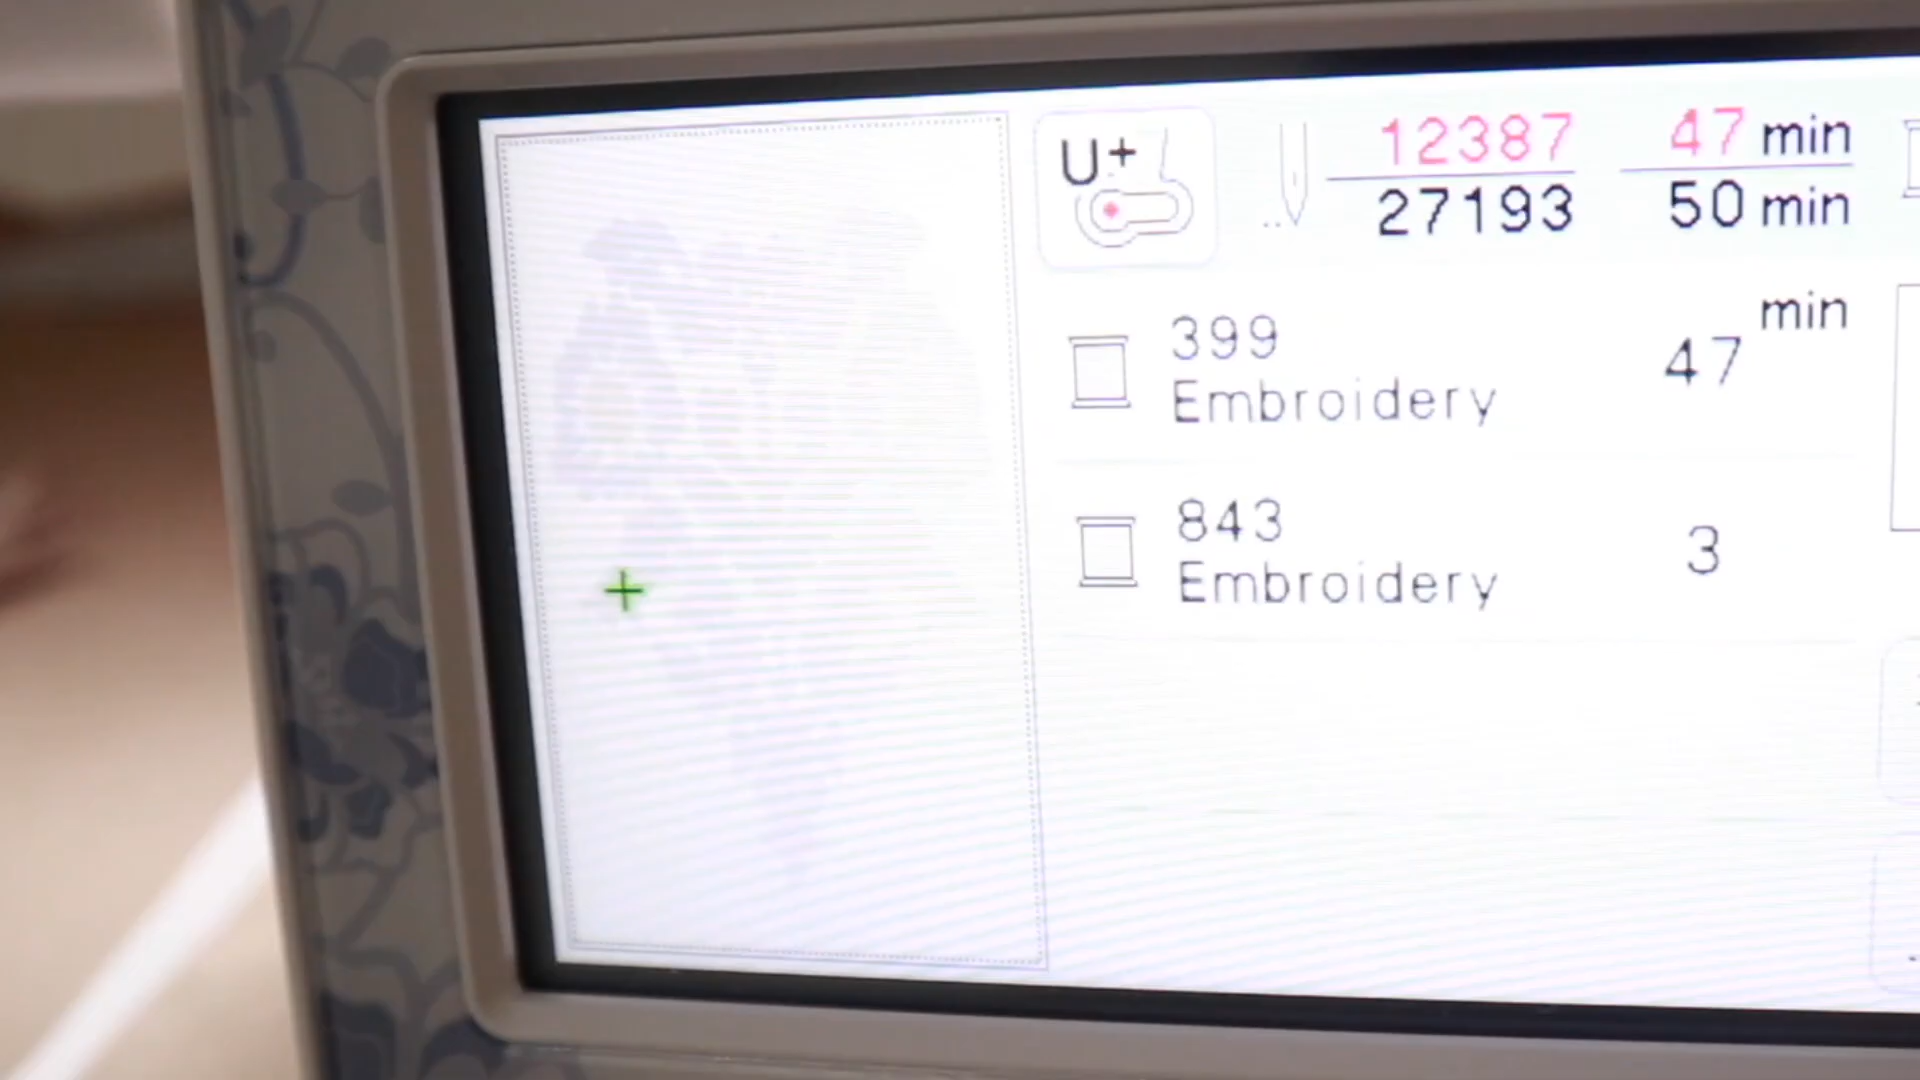 U+
12387 47 min
27193 50 min
min
399
Embroidery 47
843
Embroidery 3